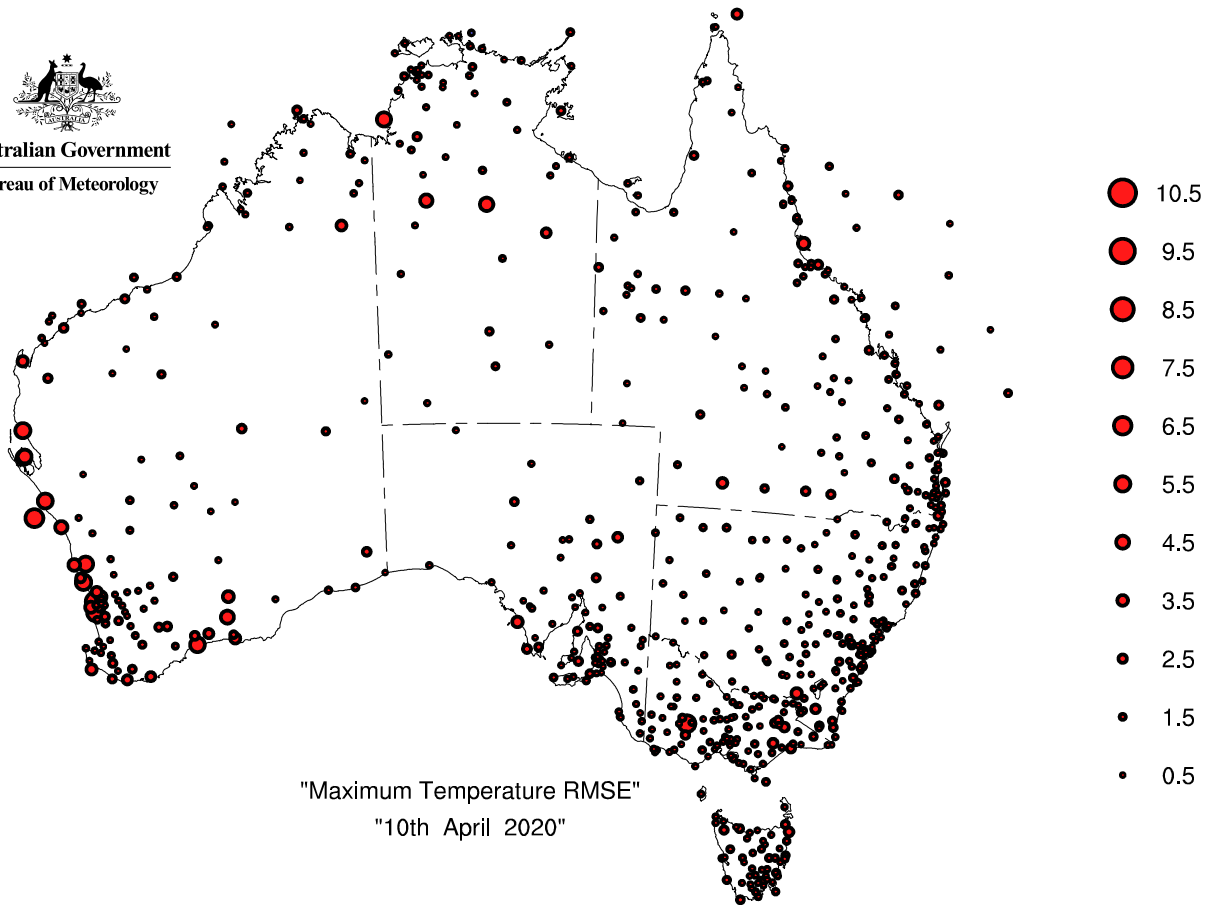 AUSTRALIA
tralian Government
reau of Meteorology
10.5
9.5
8.5
7.5
6.5
5.5
4.5
3.5
2.5
1.5
0.5
"Maximum Temperature RMSE"
"10th April 2020"